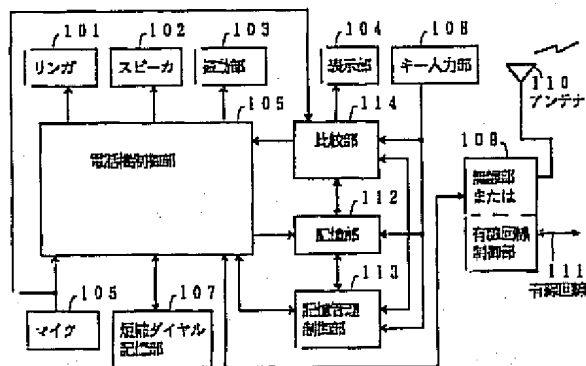 101
102
103
104
108
リンガ
スピーカ
振動部
表示部
キー入力部
110
アンテナ
105
114
電話機制御部
比較部
109
無線部
または
有線回線
制御部
112
記憶部
111
有線回線
113
記憶管理
制御部
106
107
マイク
短縮ダイヤル
記憶部